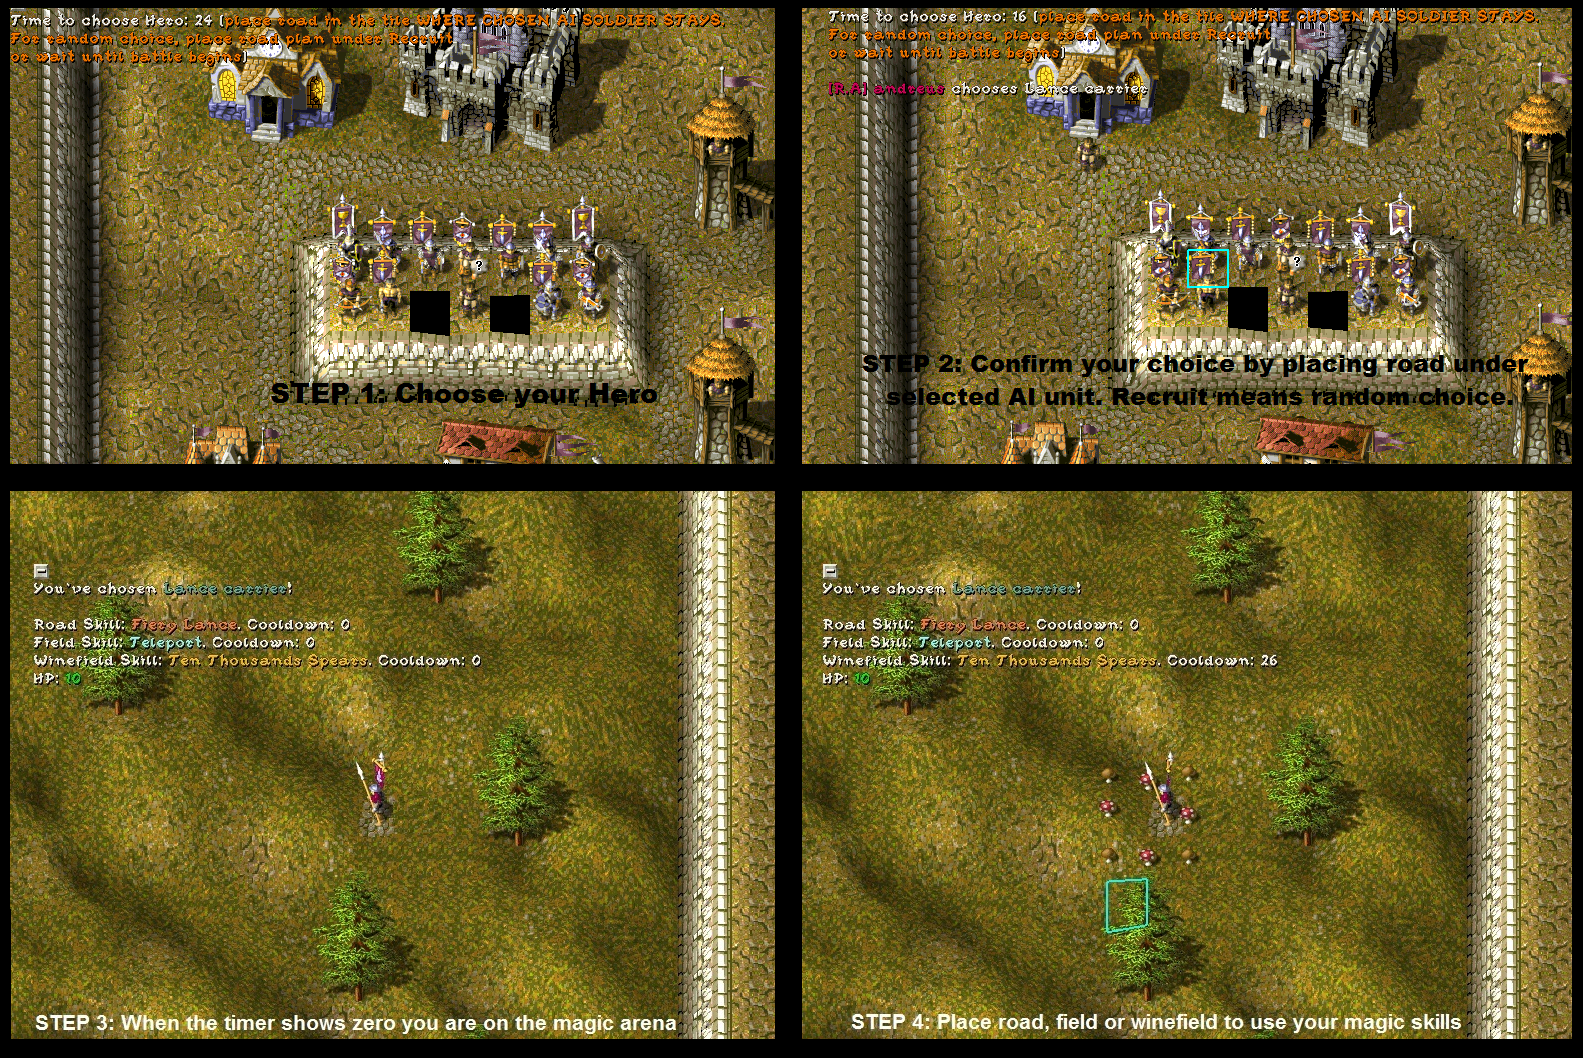 Time to choose Hero: 24 (place road in the tile WHERE CHOSEN AI SOLDIER STAYS.
For random choice, place road plan under Recruit
or wait until battle begins)
?
STEP 1: Choose your Hero
Time to choose Hero: 16 (place road in the tile WHERE CHOSEN AI SOLDIER STAYS.
For random choice, place road plan under Recruit
or wait until battle begins)
[R.A] andreus chooses Lance carrier
?
STEP 2: Confirm your choice by placing road under
selected AI unit. Recruit means random choice.
You've chosen Lance carrier!
Road Skill: Fiery Lance. Cooldown: 0
Field Skill: Teleport. Cooldown: 0
Winefield Skill: Ten Thousands Spears. Cooldown: 0
HP: 10
STEP 3: When the timer shows zero you are on the magic arena
You've chosen Lance carrier!
Road Skill: Fiery Lance. Cooldown: 0
Field Skill: Teleport. Cooldown: 0
Winefield Skill: Ten Thousands Spears. Cooldown: 26
HP: 10
STEP 4: Place road, field or winefield to use your magic skills